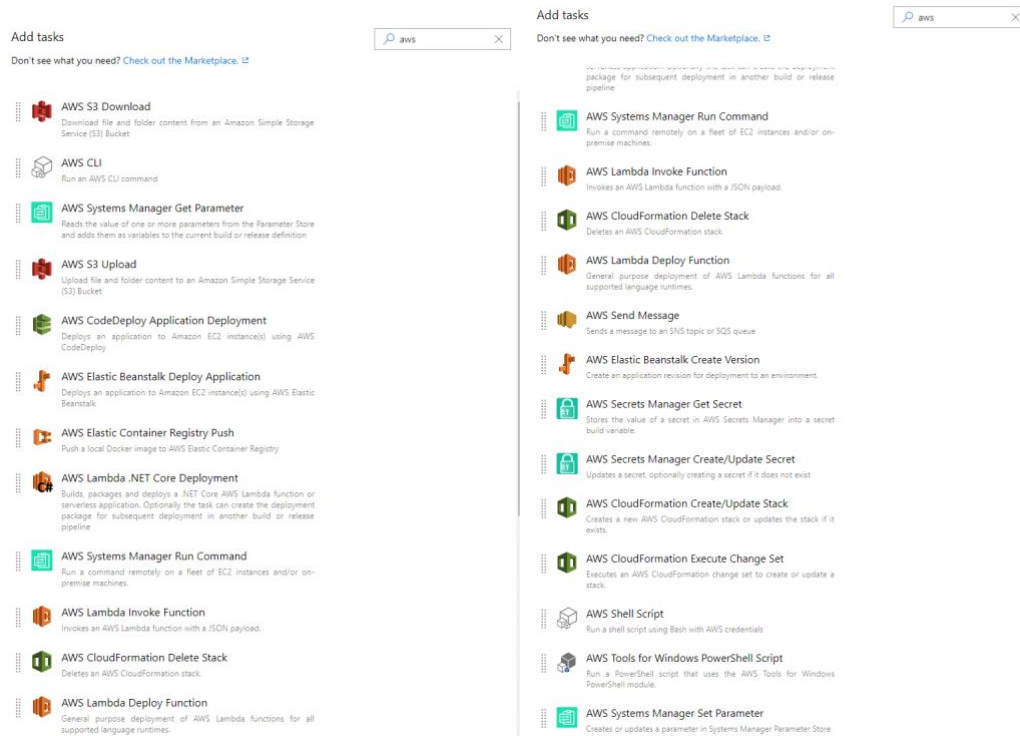 Add tasks
aws
Don't see what you need? Check out the Marketplace.
AWS S3 Download
Download file and folder content from an Amazon Simple Storage
Service (S3) Bucket
AWS CLI
Run an AWS CLI command
AWS Systems Manager Get Parameter
Reads the value of one or more parameters from the Parameter Store
and adds them as variables to the current build or release definition
AWS S3 Upload
Upload file and folder content to an Amazon Simple Storage Service
(S3) Bucket
AWS CodeDeploy Application Deployment
Deploys an application to Amazon EC2 instance(s) using AWS
CodeDeploy
AWS Elastic Beanstalk Deploy Application
Deploys an application to Amazon EC2 instance(s) using AWS Elastic
Beanstalk
AWS Elastic Container Registry Push
Push a local Docker image to AWS Elastic Container Registry
AWS Lambda .NET Core Deployment
Builds, packages and deploys a .NET Core AWS Lambda function or
serverless application. Optionally the task can create the deployment
package for subsequent deployment in another build or release
pipeline
AWS Systems Manager Run Command
Run a command remotely on a fleet of EC2 instances and/or on-
premise machines.
AWS Lambda Invoke Function
Invokes an AWS Lambda function with a JSON payload.
AWS CloudFormation Delete Stack
Deletes an AWS CloudFormation stack.
AWS Lambda Deploy Function
General purpose deployment of AWS Lambda functions for all
supported language runtimes.
Add tasks
aws
Don't see what you need? Check out the Marketplace.
serverless application. Optionally the task can create the deployment
package for subsequent deployment in another build or release
pipeline
AWS Systems Manager Run Command
Run a command remotely on a fleet of EC2 instances and/or on-
premise machines.
AWS Lambda Invoke Function
Invokes an AWS Lambda function with a JSON payload.
AWS CloudFormation Delete Stack
Deletes an AWS CloudFormation stack.
AWS Lambda Deploy Function
General purpose deployment of AWS Lambda functions for all
supported language runtimes.
AWS Send Message
Sends a message to an SNS topic or SQS queue
AWS Elastic Beanstalk Create Version
Create an application revision for deployment to an environment.
AWS Secrets Manager Get Secret
Stores the value of a secret in AWS Secrets Manager into a secret
build variable.
AWS Secrets Manager Create/Update Secret
Updates a secret, optionally creating a secret if it does not exist
AWS CloudFormation Create/Update Stack
Creates a new AWS CloudFormation stack or updates the stack if it
exists.
AWS CloudFormation Execute Change Set
Executes an AWS CloudFormation change set to create or update a
stack.
AWS Shell Script
Run a shell script using Bash with AWS credentials
AWS Tools for Windows PowerShell Script
Run a PowerShell script that uses the AWS Tools for Windows
PowerShell module.
AWS Systems Manager Set Parameter
Creates or updates a parameter in Systems Manager Parameter Store